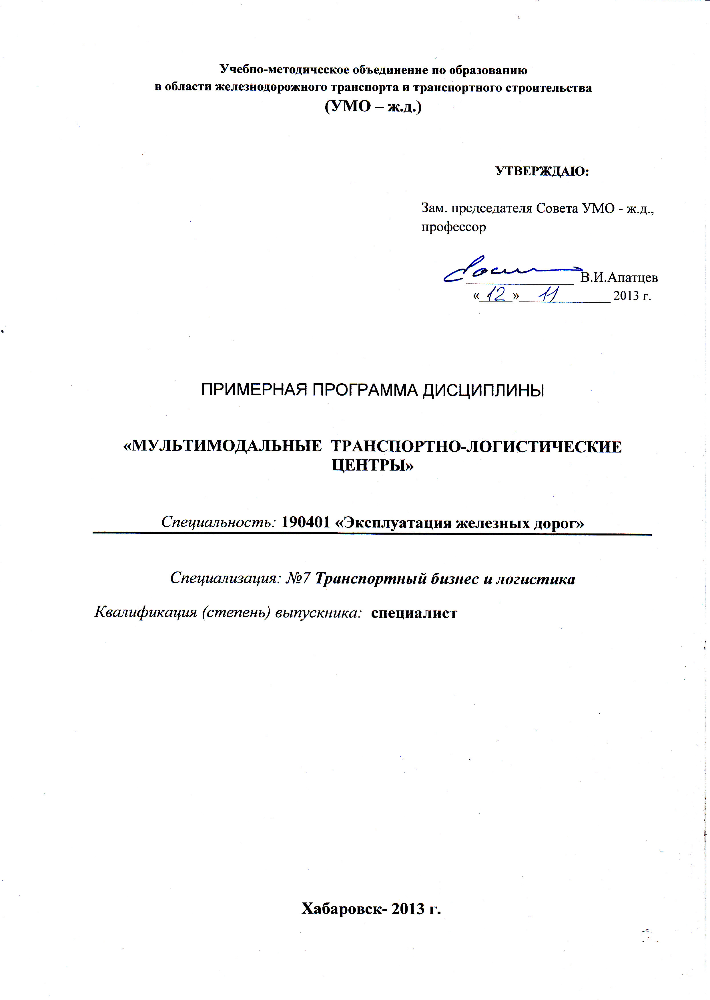 Учебно-методическое объединение по образованию
в области железнодорожного транспорта и транспортного строительства
(УМО – ж.д.)
УТВЕРЖДАЮ:
Зам. председателя Совета УМО - ж.д.,
профессор
В.И.Апатцев
«12» 11 2013 г.
ПРИМЕРНАЯ ПРОГРАММА ДИСЦИПЛИНЫ
«МУЛЬТИМОДАЛЬНЫЕ ТРАНСПОРТНО-ЛОГИСТИЧЕСКИЕ
ЦЕНТРЫ»
Специальность: 190401 «Эксплуатация железных дорог»
Специализация: №7 Транспортный бизнес и логистика
Квалификация (степень) выпускника: специалист
Хабаровск- 2013 г.